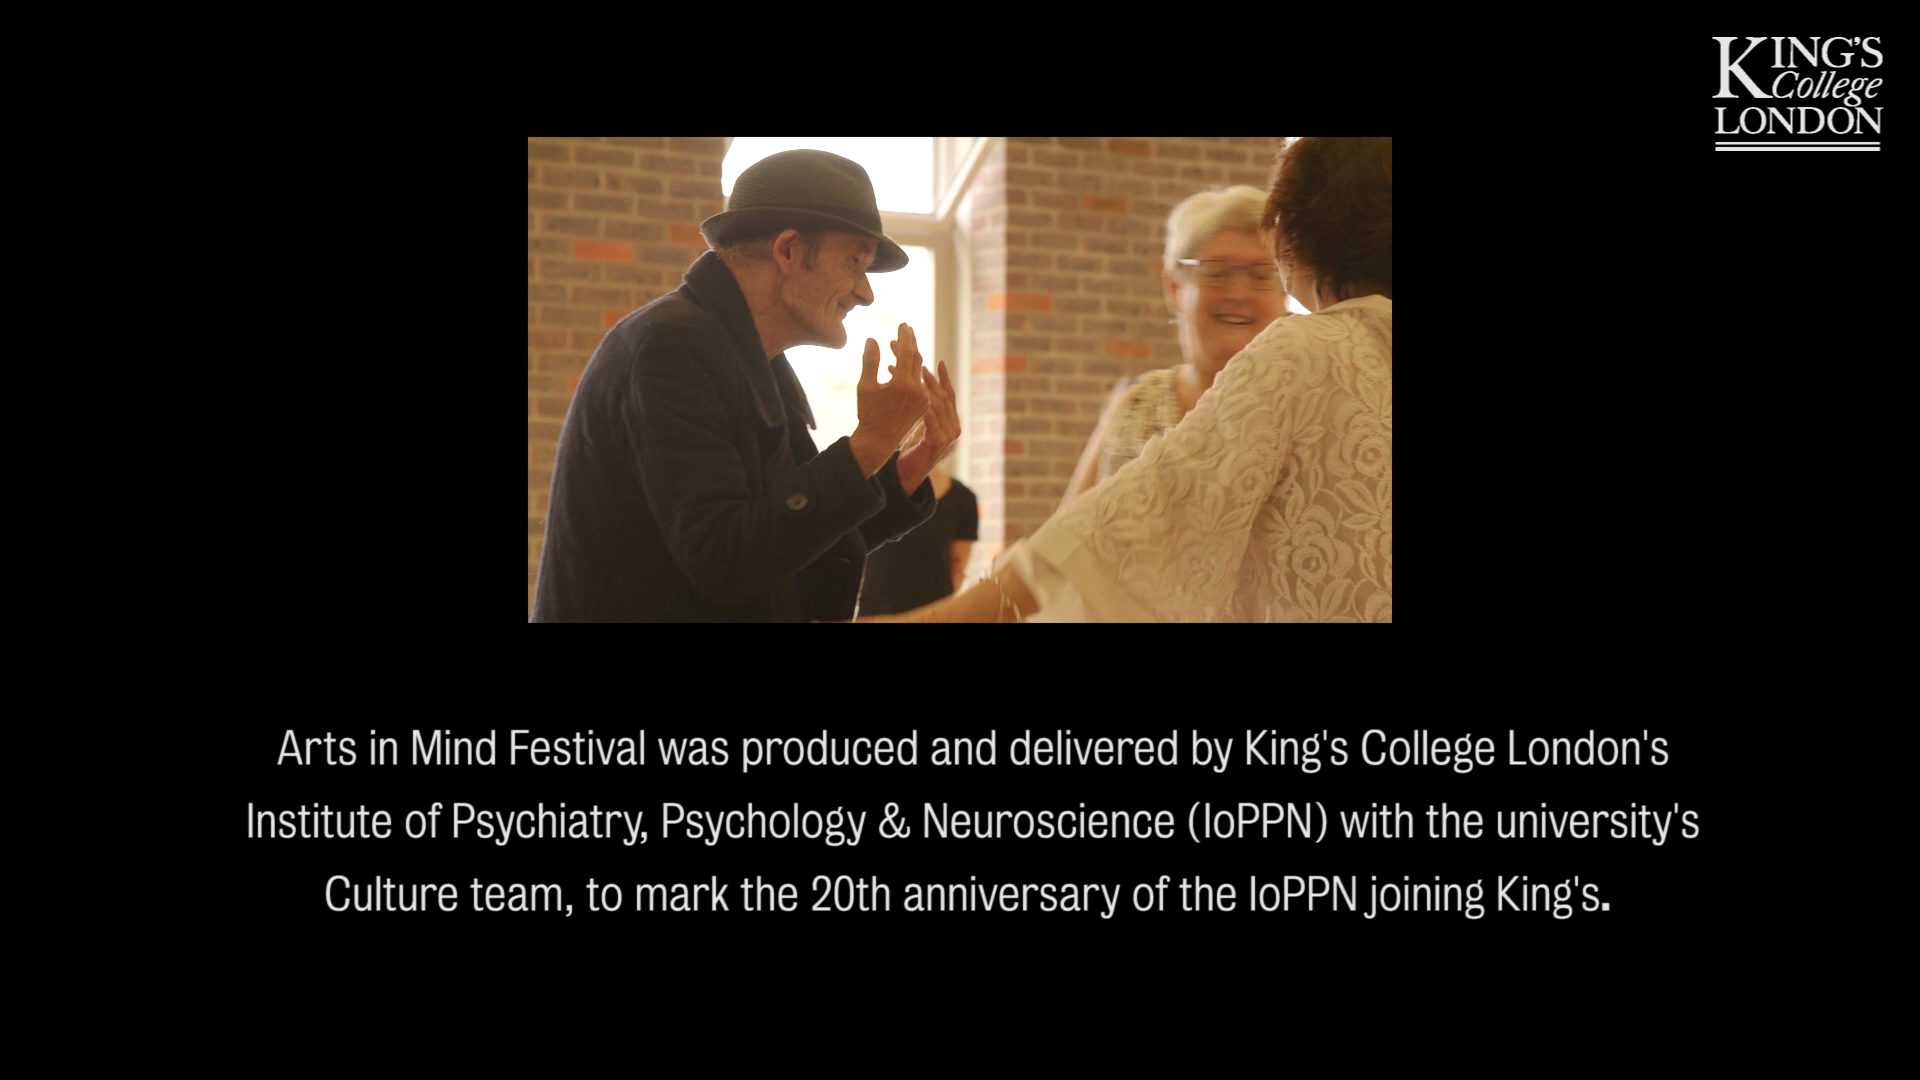 KING'S
College
LONDON
Arts in Mind Festival was produced and delivered by King's College London's
Institute of Psychiatry, Psychology & Neuroscience (IoPPN) with the university's
Culture team, to mark the 20th anniversary of the IoPPN joining King's.